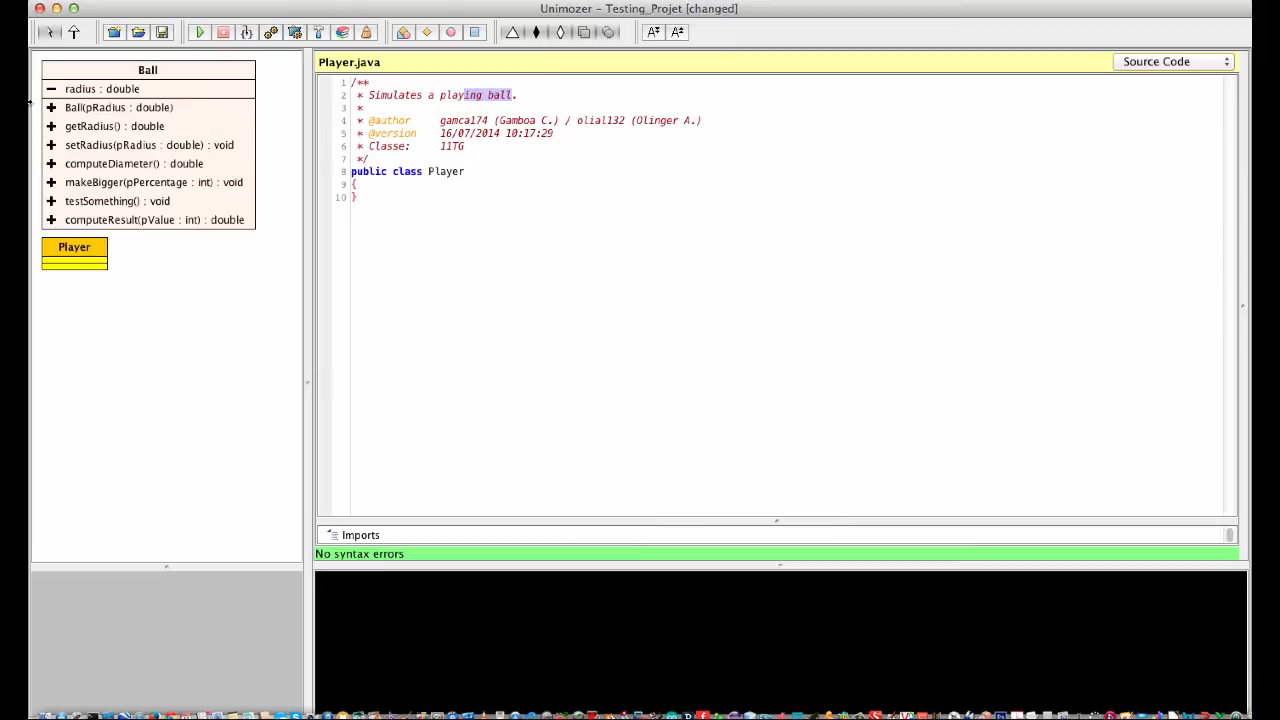 Unimozer - Testing_Projet [changed]
Ball
radius : double
Ball(pRadius : double)
getRadius() : double
setRadius(pRadius : double) : void
computeDiameter() : double
makeBigger(pPercentage : int) : void
testSomething() : void
computeResult(pValue : int) : double
Player
Player.java
Source Code
1 /**
2 * Simulates a playing ball.
3 *
4 * @author gamca174 (Gamboa C.) / olial132 (Olinger A.)
5 * @version 16/07/2014 10:17:29
6 * Classe: 11TG
7 */
8 public class Player
9 {
10 }
Imports
No syntax errors